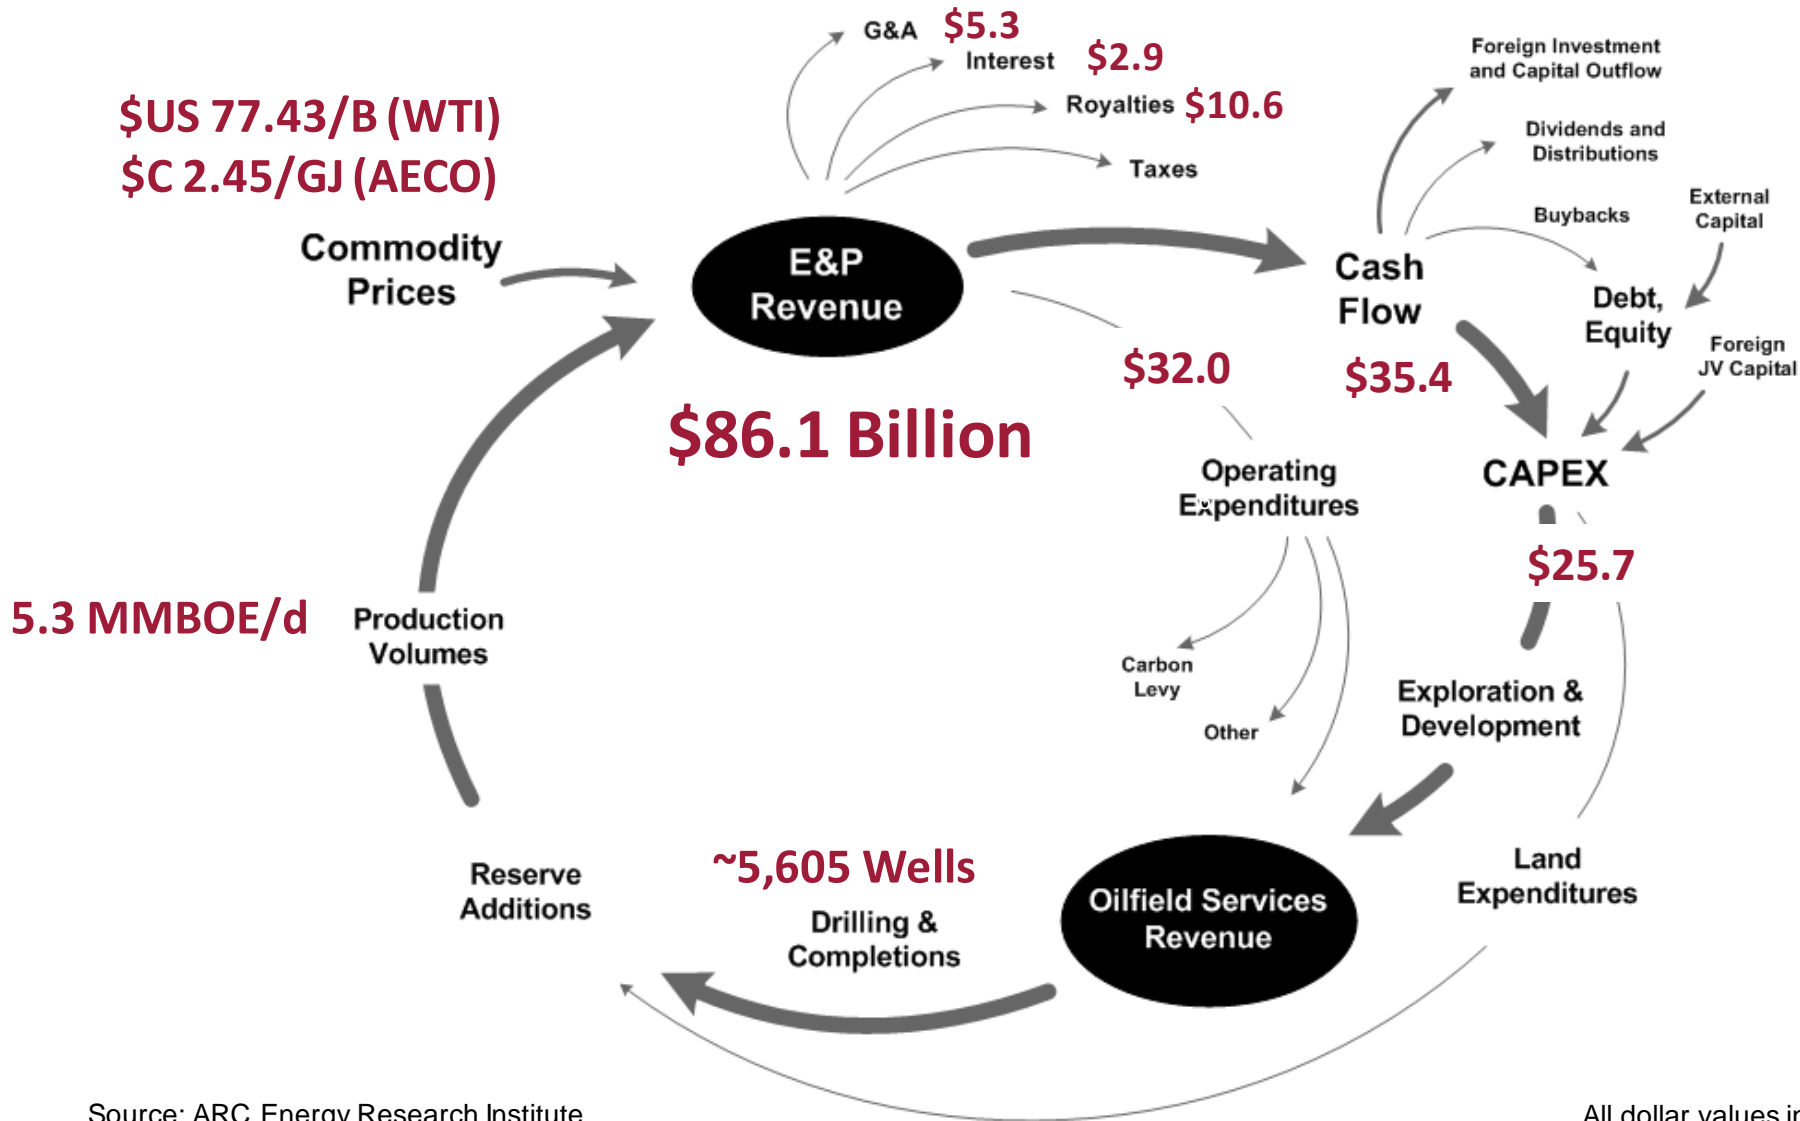 G&A $5.3
Interest $2.9
Royalties $10.6
Taxes
Foreign Investment
and Capital Outflow
Dividends and
Distributions
Buybacks
External
Capital
$US 77.43/B (WTI)
$C 2.45/GJ (AECO)
Commodity
Prices
E&P
Revenue
$86.1 Billion
Cash
Flow
$35.4
Debt,
Equity
Foreign
JV Capital
$32.0
Operating
Expenditures
CAPEX
$25.7
Carbon
Levy
Other
Exploration &
Development
5.3 MMBOE/d
Production
Volumes
Reserve
Additions
~5,605 Wells
Drilling &
Completions
Oilfield Services
Revenue
Land
Expenditures
Source: ARC Energy Research Institute
All dollar values in